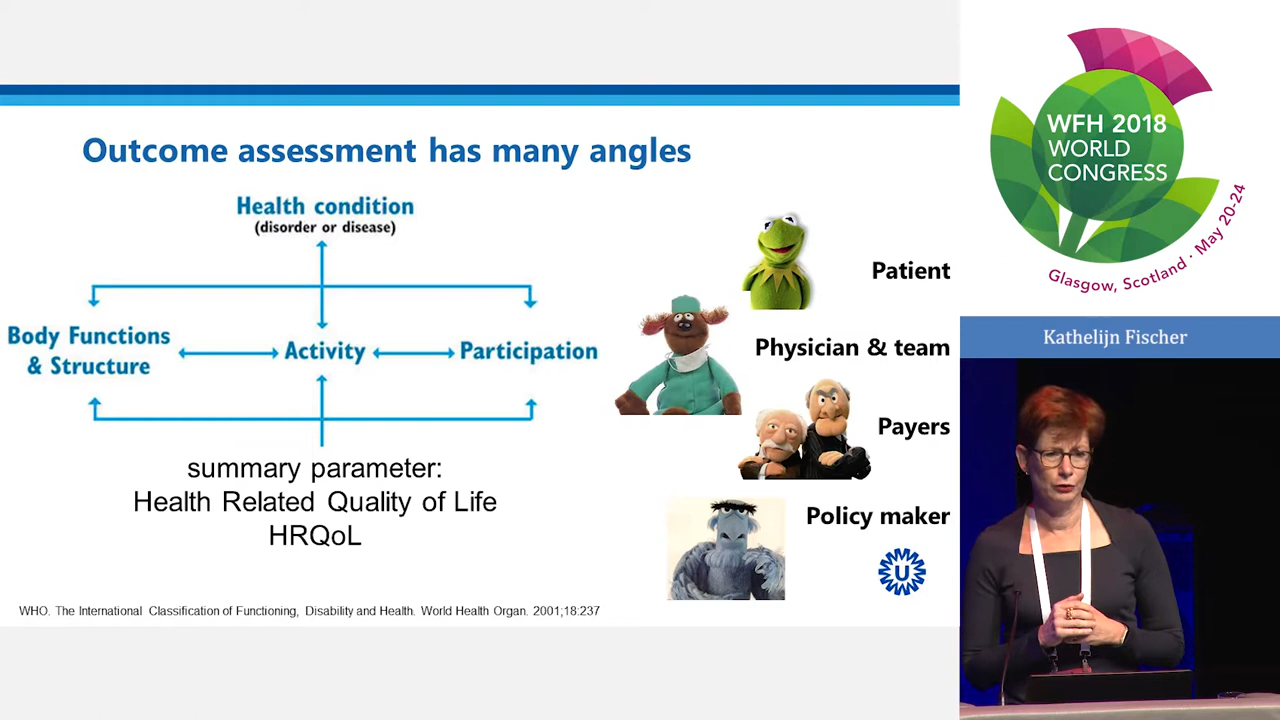 Outcome assessment has many angles
Health condition
(disorder or disease)
Body Functions
& Structure
Activity
Participation
summary parameter:
Health Related Quality of Life
HRQoL
Patient
Physician & team
Payers
Policy maker
U
WHO. The International Classification of Functioning, Disability and Health. World Health Organ. 2001;18:237
WFH 2018
WORLD
CONGRESS
Glasgow, Scotland · May 20-24
Kathelijn Fischer